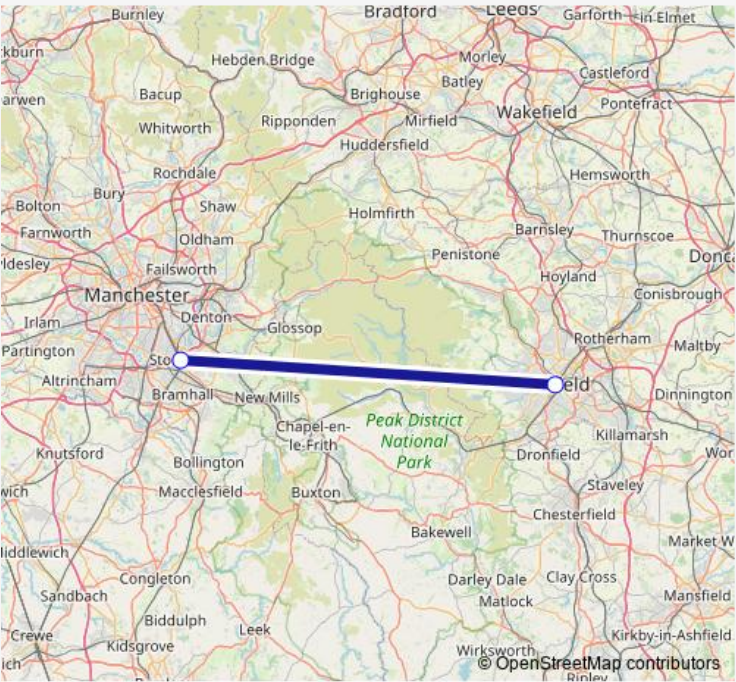 Burnley
Bradford
Leeds
Garforth
in Elmet
kburn
Hebden Bridge
Morley
Batley
Castleford
arwen
Bacup
Brighouse
Pontefract
Whitworth
Ripponden
Mirfield
Wakefield
Huddersfield
Rochdale
Hemsworth
Bury
Bolton
Shaw
Holmfirth
Farnworth
Barnsley
Thurnscoe
Oldham
Penistone
Donca
yldesley
Failsworth
Hoyland
Manchester
Conisbrough
Irlam
Denton
Glossop
Rotherham
Partington
Sto
Maltby
Altrincham
eld
Bramhall
New Mills
Dinnington
Chapel-en-
le-Frith
Peak District
National
Park
Killamarsh
Knutsford
Bollington
Dronfield
Wor
wich
Macclesfield
Buxton
Staveley
Chesterfield
Bakewell
Market W
liddlewich
Congleton
Darley Dale
Clay Cross
Sandbach
Matlock
Mansfield
Biddulph
Crewe
Leek
Kirkby-in-Ashfield
Kidsgrove
Wirksworth
ich
© OpenStreetMap contributors
Ripley